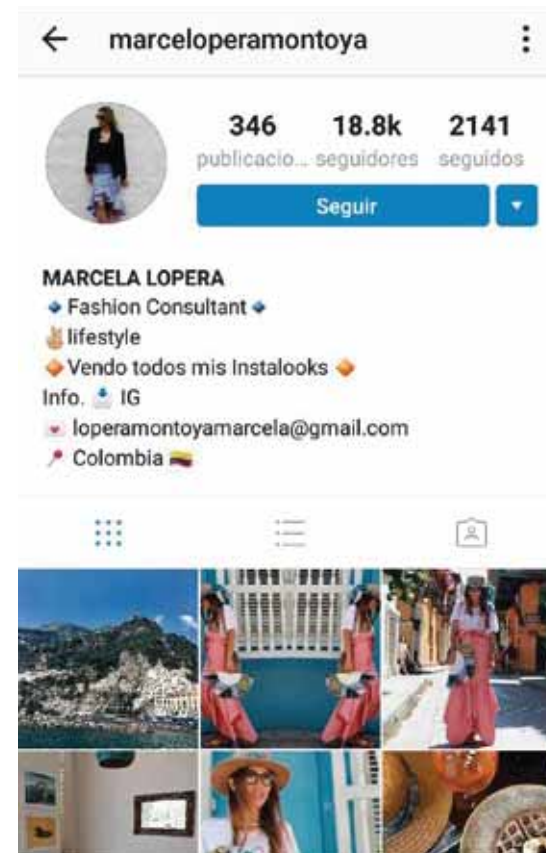 marceloperamontoya
346 18.8k 2141
publicacio... seguidores seguidos
Seguir
MARCELA LOPERA
🔹Fashion Consultant🔹
✌🏼lifestyle
🔶Vendo todos mis Instalooks🔶
Info. 📩 IG
💌 loperamontoyamarcela@gmail.com
📍 Colombia 🇨🇴